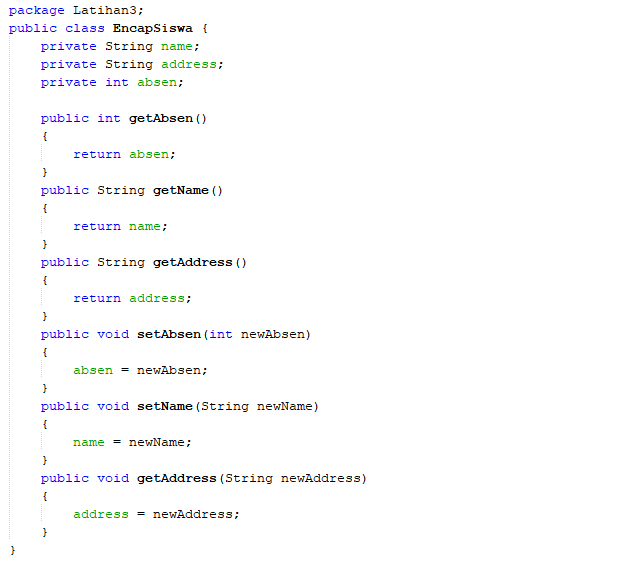 package Latihan3;
public class EncapSiswa {
    private String name;
    private String address;
    private int absen;

    public int getAbsen()
    {
        return absen;
    }
    public String getName()
    {
        return name;
    }
    public String getAddress()
    {
        return address;
    }
    public void setAbsen(int newAbsen)
    {
        absen = newAbsen;
    }
    public void setName(String newName)
    {
        name = newName;
    }
    public void getAddress(String newAddress)
    {
        address = newAddress;
    }
}